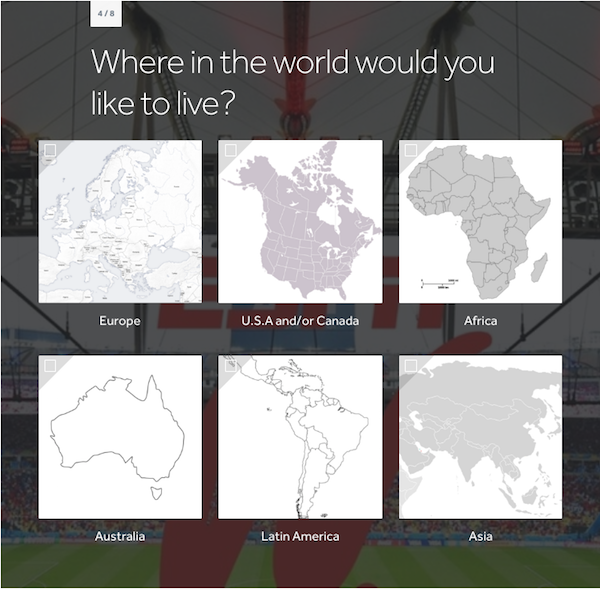 4 / 8
Where in the world would you
like to live?
Europe
U.S.A and/or Canada
Africa
Australia
Latin America
Asia